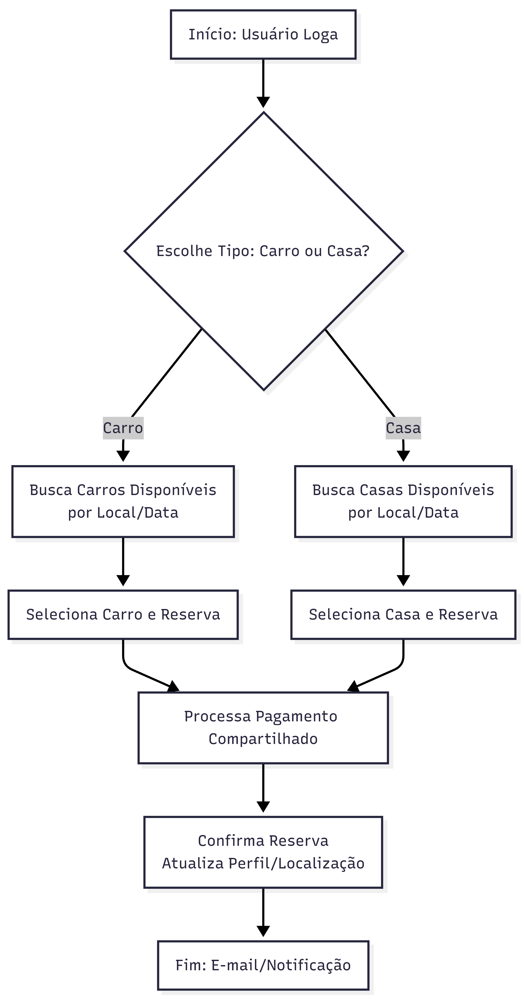 Início: Usuário Loga
Escolhe Tipo: Carro ou Casa?
Carro
Casa
Busca Carros Disponíveis
por Local/Data
Busca Casas Disponíveis
por Local/Data
Seleciona Carro e Reserva
Seleciona Casa e Reserva
Processa Pagamento
Compartilhado
Confirma Reserva
Atualiza Perfil/Localização
Fim: E-mail/Notificação